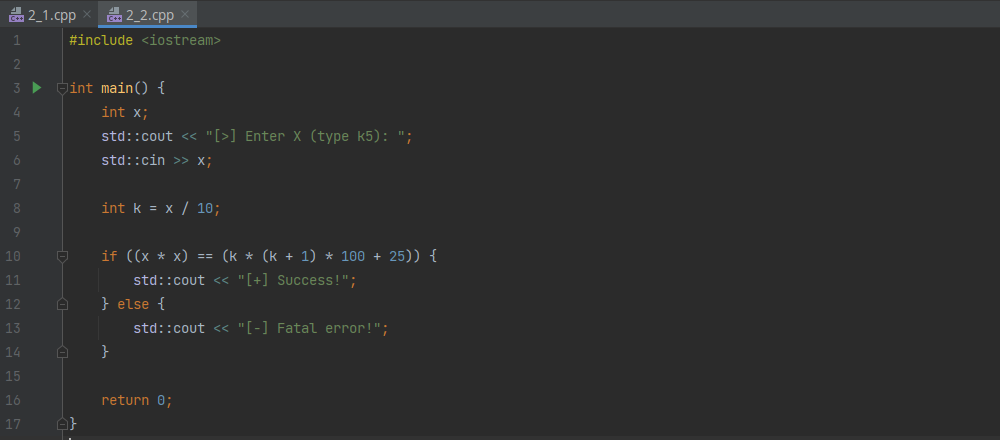 2_1.cpp 2_2.cpp
1 #include <iostream>
2
3 int main() {
4     int x;
5     std::cout << "[>] Enter X (type k5): ";
6     std::cin >> x;
7
8     int k = x / 10;
9
10     if ((x * x) == (k * (k + 1) * 100 + 25)) {
11         std::cout << "[+] Success!";
12     } else {
13         std::cout << "[-] Fatal error!";
14     }
15
16     return 0;
17 }